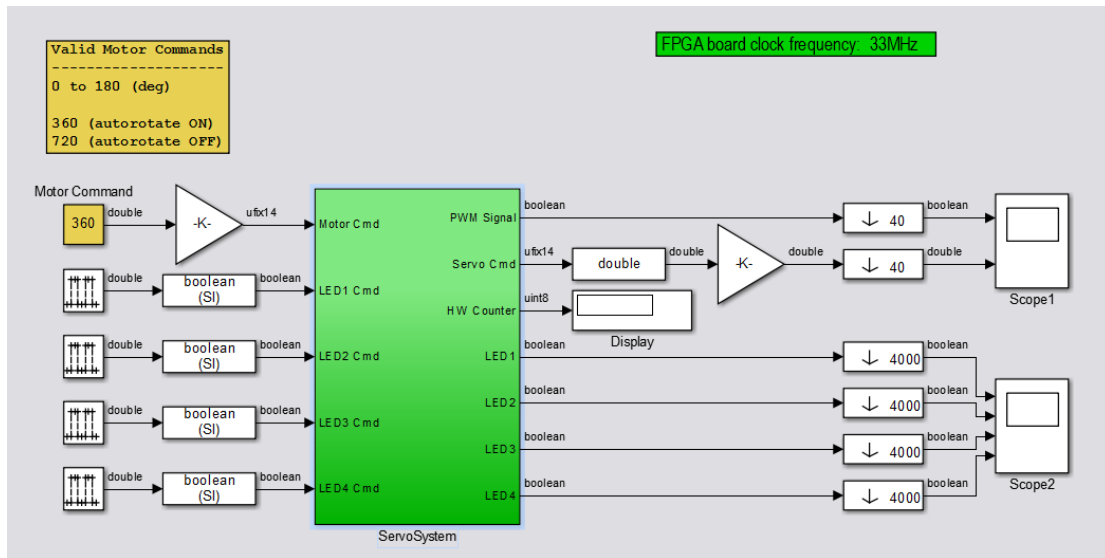 Valid Motor Commands
--------------------
0 to 180 (deg)
360 (autorotate ON)
720 (autorotate OFF)
FPGA board clock frequency: 33MHz
Motor Command
360
double
-K-
ufix14
Motor Cmd
double
boolean
(SI)
boolean
LED1 Cmd
double
boolean
(SI)
boolean
LED2 Cmd
double
boolean
(SI)
boolean
LED3 Cmd
double
boolean
(SI)
boolean
LED4 Cmd
ServoSystem
PWM Signal
boolean
40
boolean
Servo Cmd
ufix14
double
double
-K-
double
40
double
Scope1
HW Counter
uint8
Display
LED1
boolean
4000
boolean
LED2
boolean
4000
boolean
LED3
boolean
4000
boolean
LED4
boolean
4000
boolean
Scope2